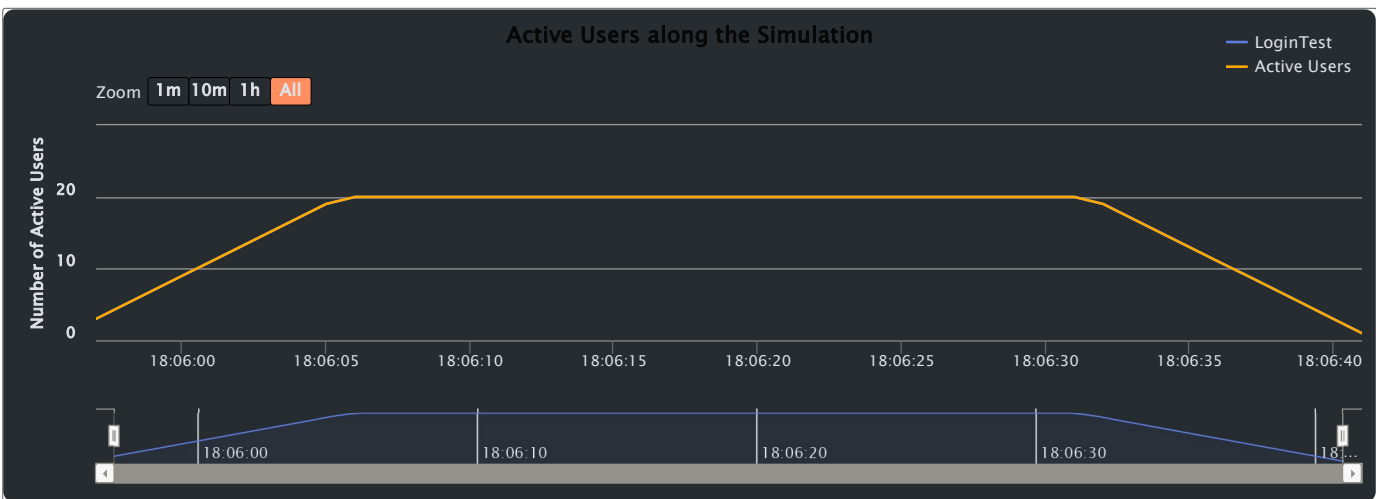 Active Users along the Simulation
LoginTest
Active Users
Zoom 1m 10m 1h All
Number of Active Users
20
10
0
18:06:00 18:06:05 18:06:10 18:06:15 18:06:20 18:06:25 18:06:30 18:06:35 18:06:40
18:06:00 18:06:10 18:06:20 18:06:30 18:…